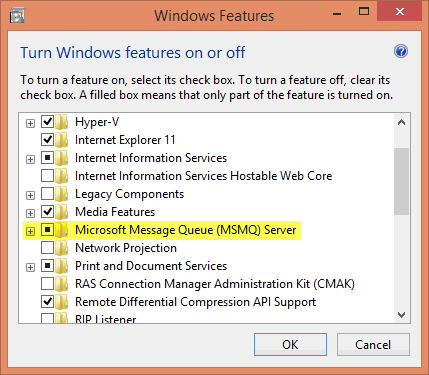 Windows Features
Turn Windows features on or off
To turn a feature on, select its check box. To turn a feature off, clear its
check box. A filled box means that only part of the feature is turned on.
Hyper-V
Internet Explorer 11
Internet Information Services
Internet Information Services Hostable Web Core
Legacy Components
Media Features
Microsoft Message Queue (MSMQ) Server
Network Projection
Print and Document Services
RAS Connection Manager Administration Kit (CMAK)
Remote Differential Compression API Support
RIP Listener
OK
Cancel